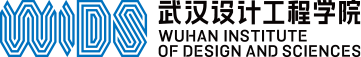 WIDS
武汉设计工程学院
WUHAN INSTITUTE
OF DESIGN AND SCIENCES